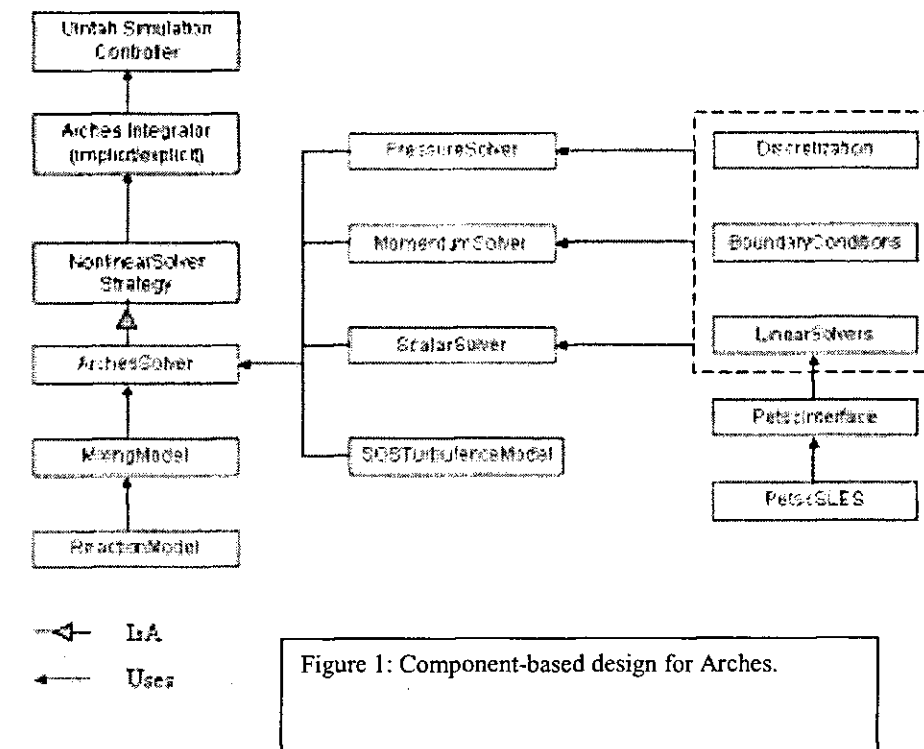 Uintah Simulation
Controller
Arches Integrator
(implicit/explicit)
NonlinearSolver
Strategy
ArchesSolver
MixingModel
ReactionModel
PressureSolver
MomentumSolver
ScalarSolver
SGSTurbulenceModel
Discretization
BoundaryConditions
LinearSolvers
PetscInterface
PetscSLES
IsA
Uses
Figure 1: Component-based design for Arches.